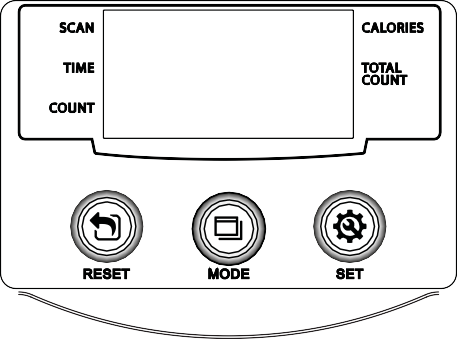 SCAN
TIME
COUNT
CALORIES
TOTAL
COUNT
RESET
MODE
SET